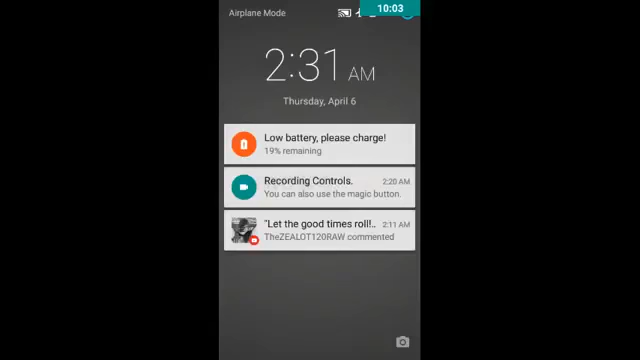 Airplane Mode
10:03
2:31 AM
Thursday, April 6
Low battery, please charge!
19% remaining
Recording Controls. 2:20 AM
You can also use the magic button.
"Let the good times roll!.. 2:11 AM
TheZEALOT120RAW commented